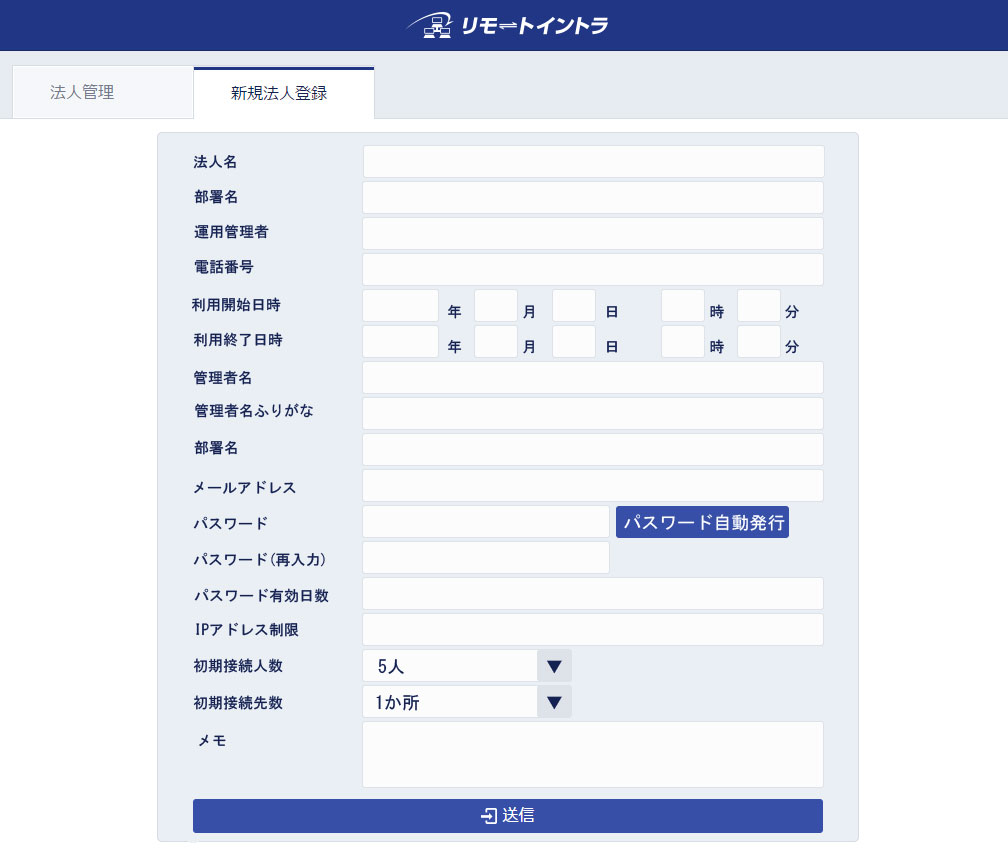 リモートイントラ
法人管理 新規法人登録
法人名
部署名
運用管理者
電話番号
利用開始日時 年 月 日 時 分
利用終了日時 年 月 日 時 分
管理者名
管理者名ふりがな
部署名
メールアドレス
パスワード パスワード自動発行
パスワード(再入力)
パスワード有効日数
IPアドレス制限
初期接続人数 5人 ▼
初期接続先数 1か所 ▼
メモ
送信